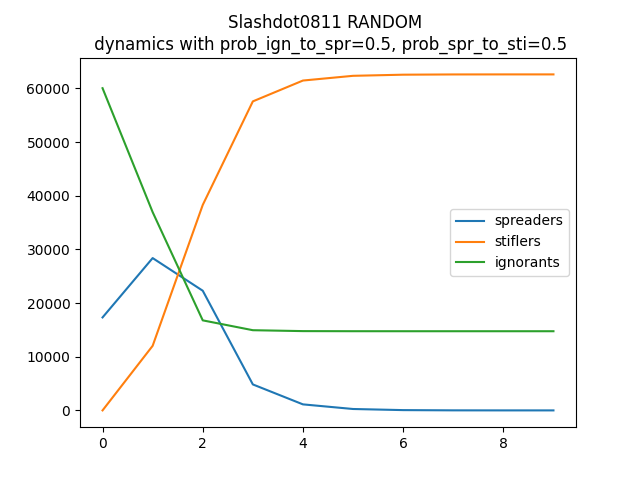 Slashdot0811 RANDOM
dynamics with prob_ign_to_spr=0.5, prob_spr_to_sti=0.5
60000
50000
40000
30000
20000
10000
0
spreaders
stiflers
ignorants
0 2 4 6 8